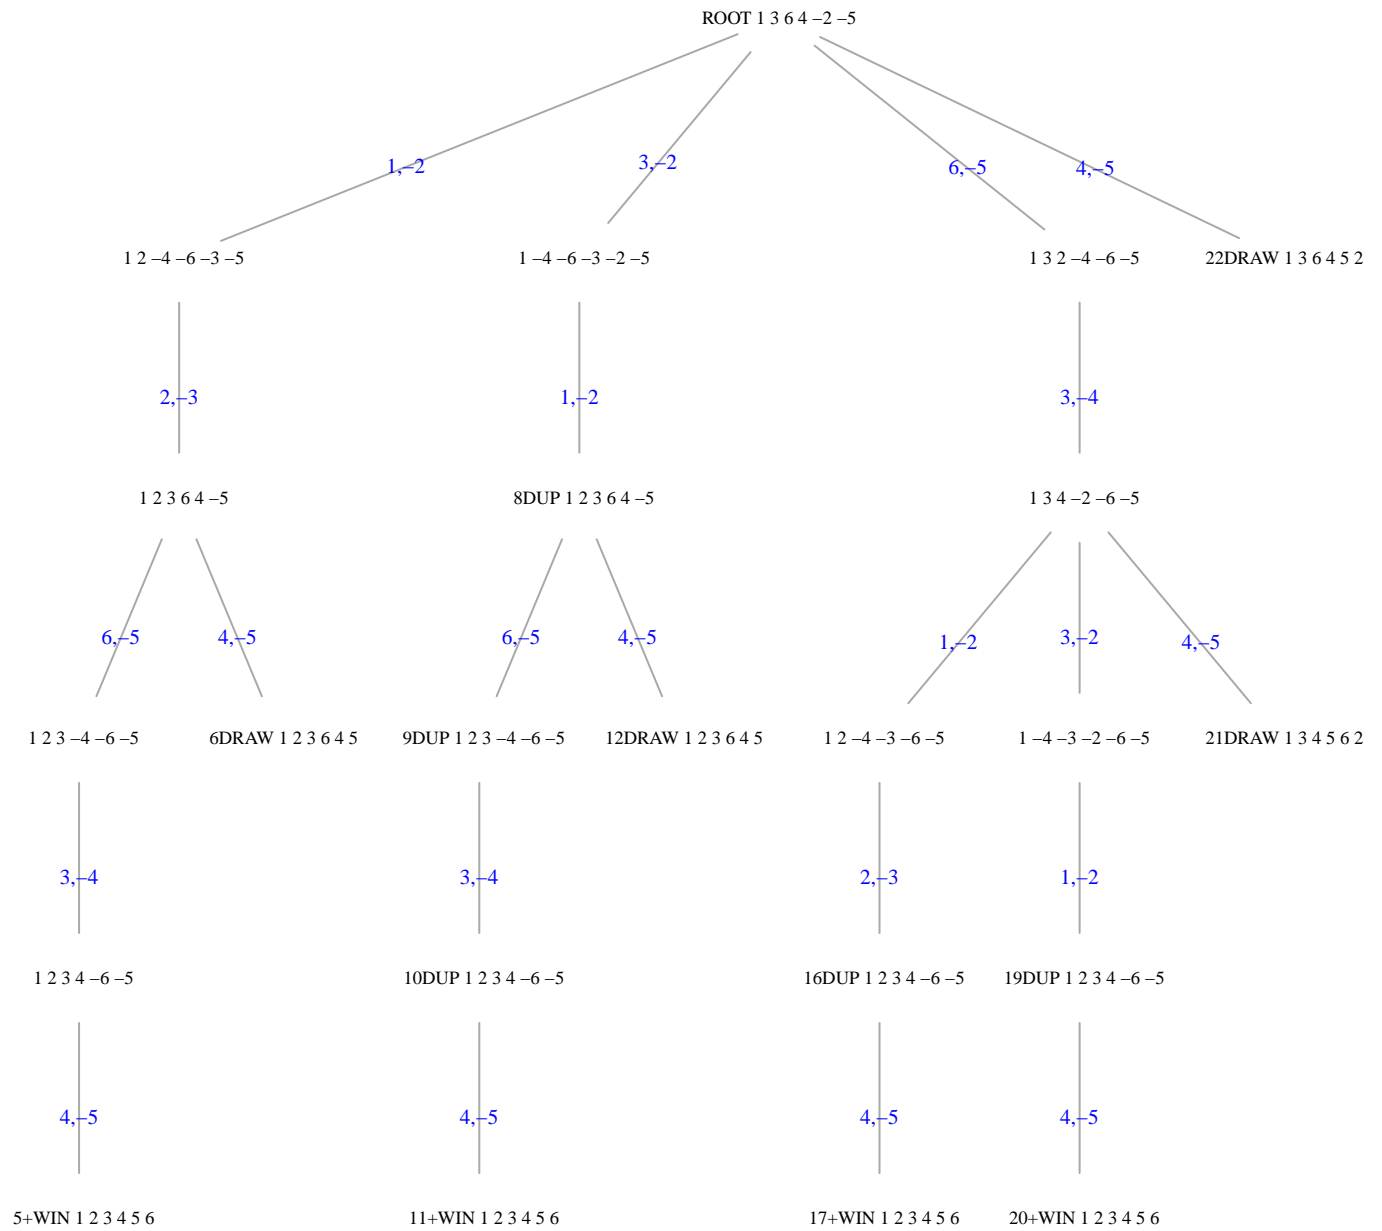 ROOT 1 3 6 4 −2 −5
1,−2
3,−2
6,−5
4,−5
1 2 −4 −6 −3 −5
1 −4 −6 −3 −2 −5
1 3 2 −4 −6 −5
22DRAW 1 3 6 4 5 2
2,−3
1,−2
3,−4
1 2 3 6 4 −5
8DUP 1 2 3 6 4 −5
1 3 4 −2 −6 −5
6,−5
4,−5
6,−5
4,−5
1,−2
3,−2
4,−5
1 2 3 −4 −6 −5
6DRAW 1 2 3 6 4 5
9DUP 1 2 3 −4 −6 −5
12DRAW 1 2 3 6 4 5
1 2 −4 −3 −6 −5
1 −4 −3 −2 −6 −5
21DRAW 1 3 4 5 6 2
3,−4
3,−4
2,−3
1,−2
1 2 3 4 −6 −5
10DUP 1 2 3 4 −6 −5
16DUP 1 2 3 4 −6 −5
19DUP 1 2 3 4 −6 −5
4,−5
4,−5
4,−5
4,−5
5+WIN 1 2 3 4 5 6
11+WIN 1 2 3 4 5 6
17+WIN 1 2 3 4 5 6
20+WIN 1 2 3 4 5 6